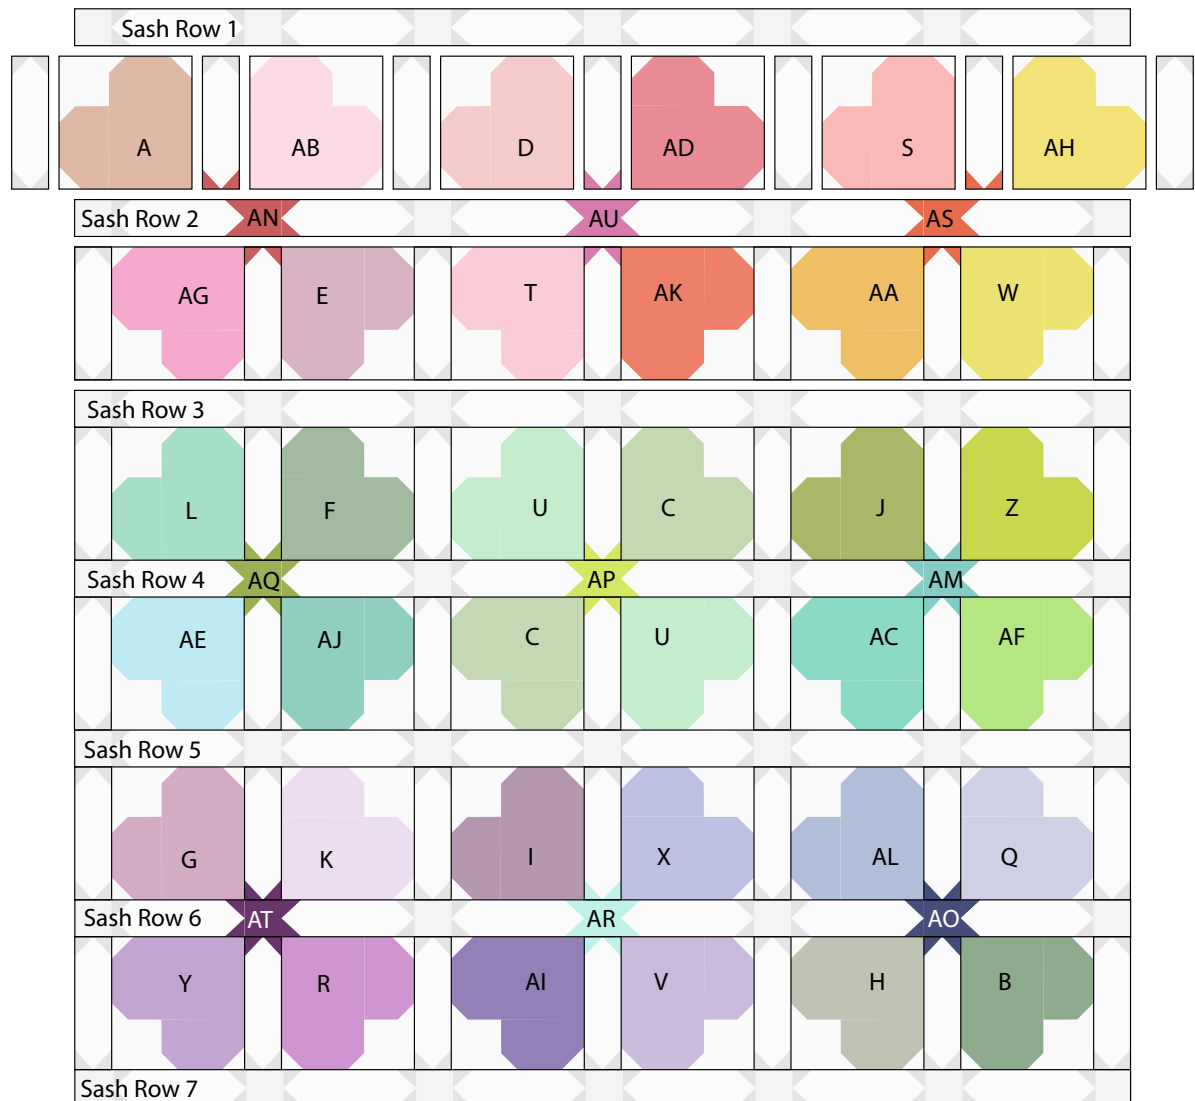 Sash Row 1
A AB D AD S AH
Sash Row 2 AN AU AS
AG E T AK AA W
Sash Row 3
L F U C J Z
Sash Row 4 AQ AP AM
AE AJ C U AC AF
Sash Row 5
G K I X AL Q
Sash Row 6 AT AR AO
Y R AI V H B
Sash Row 7